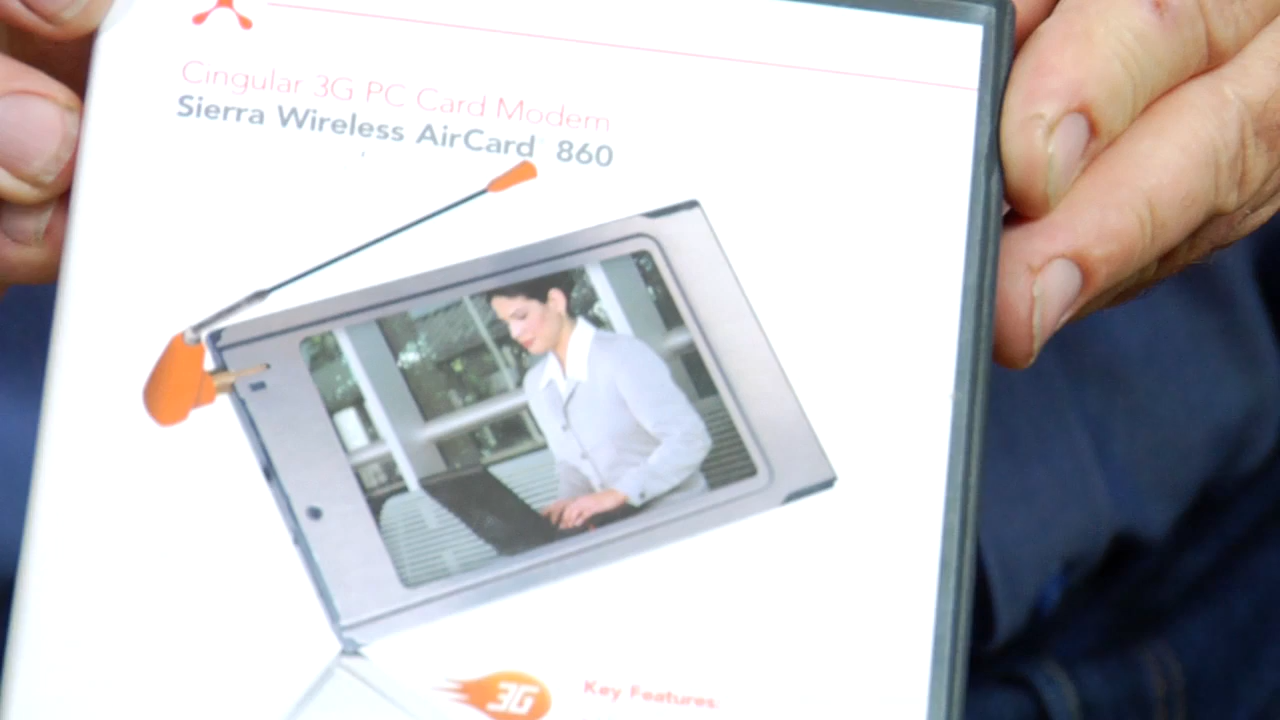 Cingular 3G PC Card Modem
Sierra Wireless AirCard 860
3G
Key Features: